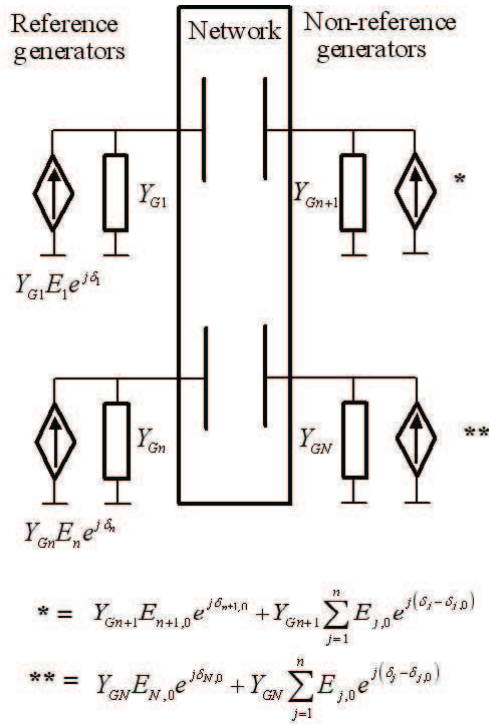 Reference generators
Network
Non-reference generators
Y_{G1}
Y_{Gn+1}
*
Y_{G1}E_1e^{jδ_1}
Y_{Gn}
Y_{GN}
**
Y_{Gn}E_ne^{jδ_n}
* = Y_{Gn+1}E_{n+1,0}e^{jδ_{n+1,0}} + Y_{Gn+1}∑_{j=1}^{n}E_{j,0}e^{j(δ_j−δ_{j,0})}
** = Y_{GN}E_{N,0}e^{jδ_{N,0}} + Y_{GN}∑_{j=1}^{n}E_{j,0}e^{j(δ_j−δ_{j,0})}